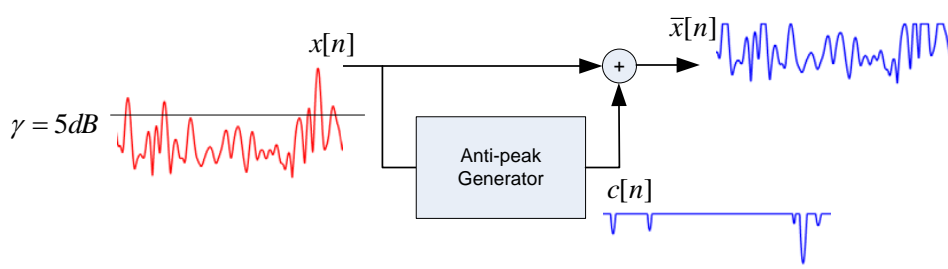 x[n]
x̄[n]
+
γ = 5dB
Anti-peak
Generator
c[n]